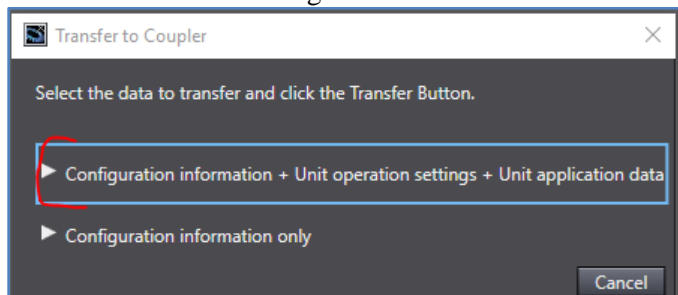 Transfer to Coupler
Select the data to transfer and click the Transfer Button.
Configuration information + Unit operation settings + Unit application data
Configuration information only
Cancel